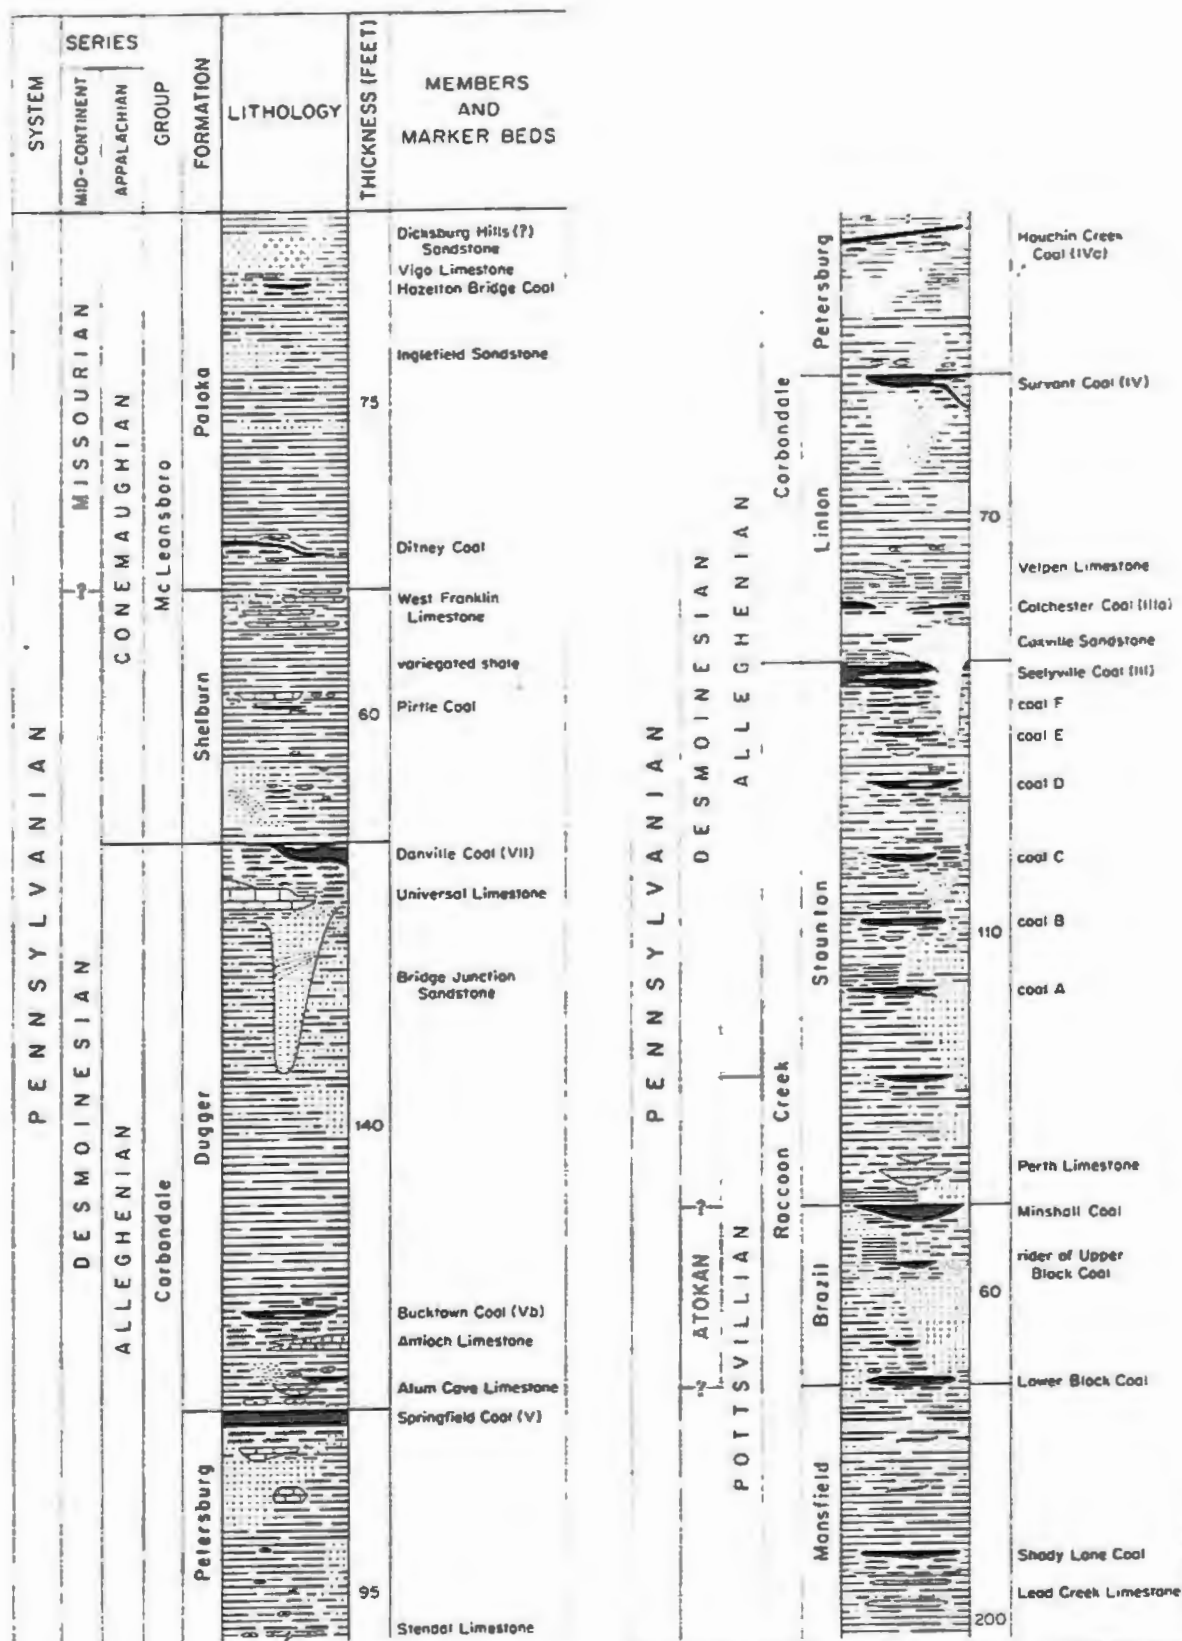 SYSTEM
SERIES
MID-CONTINENT
APPALACHIAN
GROUP
FORMATION
LITHOLOGY
THICKNESS (FEET)
MEMBERS
AND
MARKER BEDS
PENNSYLVANIAN
MISSOURIAN
?
DESMOINESIAN
CONEMAUGHIAN
ALLEGHENIAN
McLeansboro
Carbondale
Patoka
Shelburn
Dugger
Petersburg
75
60
140
95
Dicksburg Hills (?)
Sandstone
Vigo Limestone
Hazelton Bridge Coal
Inglefield Sandstone
Ditney Coal
West Franklin
Limestone
variegated shale
Pirtle Coal
Danville Coal (VII)
Universal Limestone
Bridge Junction
Sandstone
Bucktown Coal (Vb)
Antioch Limestone
Alum Cave Limestone
Springfield Coal (V)
Stendal Limestone
PENNSYLVANIAN
DESMOINESIAN
?
ATOKAN
?
ALLEGHENIAN
POTTSVILLIAN
Carbondale
Raccoon Creek
Petersburg
Linton
Staunton
Brazil
Mansfield
70
110
60
200
Houchin Creek
Coal (IVa)
Survant Coal (IV)
Velpen Limestone
Colchester Coal (IIIa)
Coxville Sandstone
Seelyville Coal (III)
coal F
coal E
coal D
coal C
coal B
coal A
Perth Limestone
Minshall Coal
rider of Upper
Block Coal
Lower Block Coal
Shady Lane Coal
Lead Creek Limestone